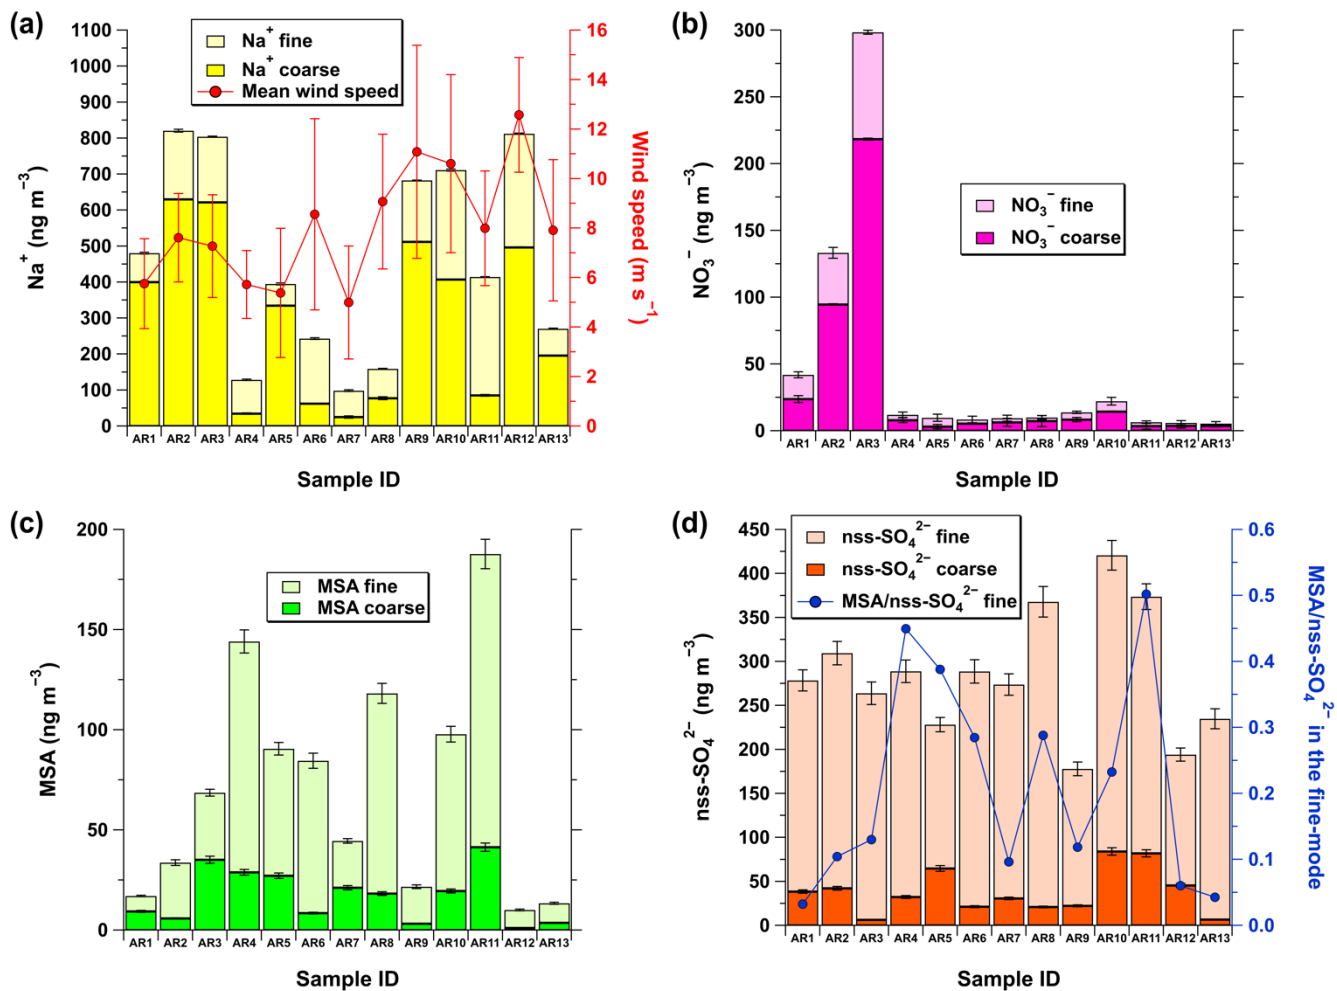 (a)
Na⁺ (ng m⁻³)
1100
1000
900
800
700
600
500
400
300
200
100
0
Na⁺ fine
Na⁺ coarse
Mean wind speed
16
14
12
10
8
6
4
2
0
Wind speed (m s⁻¹)
AR1 AR2 AR3 AR4 AR5 AR6 AR7 AR8 AR9 AR10 AR11 AR12 AR13
Sample ID
(b)
NO₃⁻ (ng m⁻³)
300
250
200
150
100
50
0
NO₃⁻ fine
NO₃⁻ coarse
AR1 AR2 AR3 AR4 AR5 AR6 AR7 AR8 AR9 AR10 AR11 AR12 AR13
Sample ID
(c)
MSA (ng m⁻³)
200
150
100
50
0
MSA fine
MSA coarse
AR1 AR2 AR3 AR4 AR5 AR6 AR7 AR8 AR9 AR10 AR11 AR12 AR13
Sample ID
(d)
nss-SO₄²⁻ (ng m⁻³)
450
400
350
300
250
200
150
100
50
0
nss-SO₄²⁻ fine
nss-SO₄²⁻ coarse
MSA/nss-SO₄²⁻ fine
0.6
0.5
0.4
0.3
0.2
0.1
0.0
MSA/nss-SO₄²⁻
in the fine-mode
AR1 AR2 AR3 AR4 AR5 AR6 AR7 AR8 AR9 AR10 AR11 AR12 AR13
Sample ID